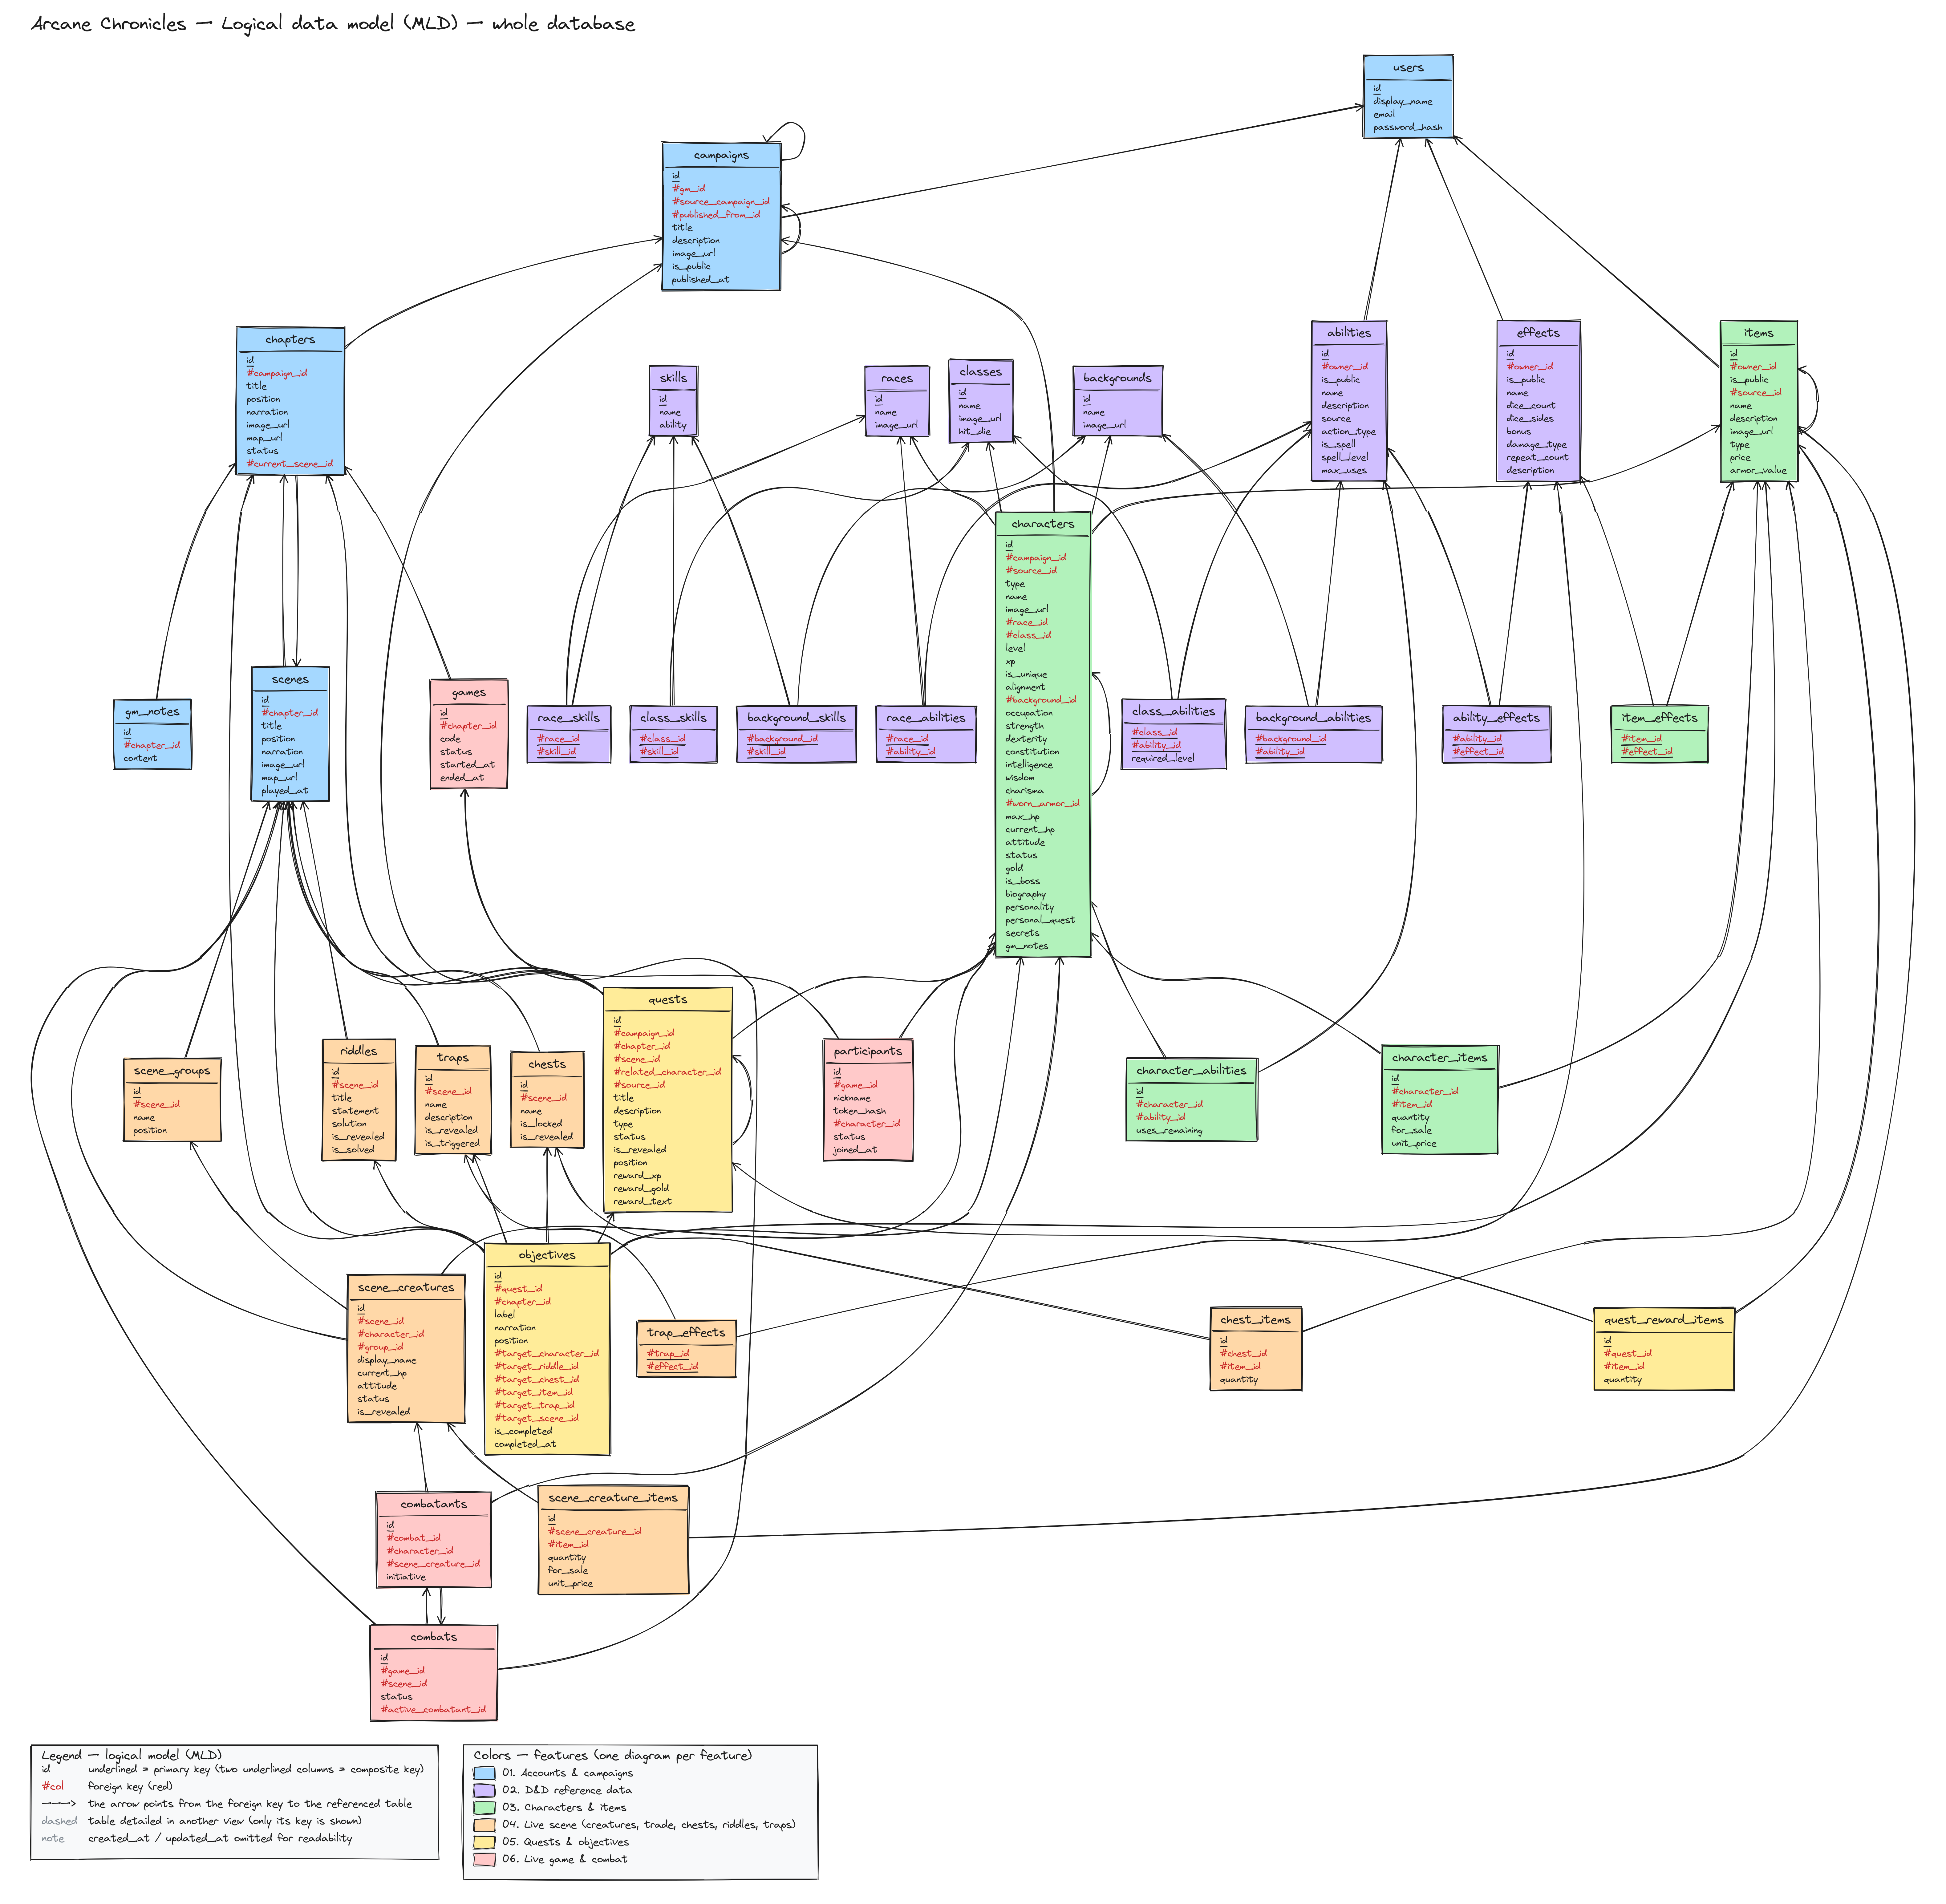 Arcane Chronicles — Logical data model (MLD) — whole database
users
id
display_name
email
password_hash
campaigns
id
#gm_id
#source_campaign_id
#published_from_id
title
description
image_url
is_public
published_at
chapters
id
#campaign_id
title
position
narration
image_url
map_url
status
#current_scene_id
skills
id
name
ability
races
id
name
image_url
classes
id
name
image_url
hit_die
backgrounds
id
name
image_url
abilities
id
#owner_id
is_public
name
description
source
action_type
is_spell
spell_level
max_uses
effects
id
#owner_id
is_public
name
dice_count
dice_sides
bonus
damage_type
repeat_count
description
items
id
#owner_id
is_public
#source_id
name
description
image_url
type
price
armor_value
characters
id
#campaign_id
#source_id
type
name
image_url
#race_id
#class_id
level
xp
is_unique
alignment
#background_id
occupation
strength
dexterity
constitution
intelligence
wisdom
charisma
#worn_armor_id
max_hp
current_hp
attitude
status
gold
is_boss
biography
personality
personal_quest
secrets
gm_notes
gm_notes
id
#chapter_id
content
scenes
id
#chapter_id
title
position
narration
image_url
map_url
played_at
games
id
#chapter_id
code
status
started_at
ended_at
race_skills
#race_id
#skill_id
class_skills
#class_id
#skill_id
background_skills
#background_id
#skill_id
race_abilities
#race_id
#ability_id
class_abilities
#class_id
#ability_id
required_level
background_abilities
#background_id
#ability_id
ability_effects
#ability_id
#effect_id
item_effects
#item_id
#effect_id
scene_groups
id
#scene_id
name
position
riddles
id
#scene_id
title
statement
solution
is_revealed
is_solved
traps
id
#scene_id
name
description
is_revealed
is_triggered
chests
id
#scene_id
name
is_locked
is_revealed
quests
id
#campaign_id
#chapter_id
#scene_id
#related_character_id
#source_id
title
description
type
status
is_revealed
position
reward_xp
reward_gold
reward_text
participants
id
#game_id
nickname
token_hash
#character_id
status
joined_at
character_abilities
id
#character_id
#ability_id
uses_remaining
character_items
id
#character_id
#item_id
quantity
for_sale
unit_price
scene_creatures
id
#scene_id
#character_id
#group_id
display_name
current_hp
attitude
status
is_revealed
objectives
id
#quest_id
#chapter_id
label
narration
position
#target_character_id
#target_riddle_id
#target_chest_id
#target_item_id
#target_trap_id
#target_scene_id
is_completed
completed_at
trap_effects
#trap_id
#effect_id
chest_items
id
#chest_id
#item_id
quantity
quest_reward_items
id
#quest_id
#item_id
quantity
combatants
id
#combat_id
#character_id
#scene_creature_id
initiative
scene_creature_items
id
#scene_creature_id
#item_id
quantity
for_sale
unit_price
combats
id
#game_id
#scene_id
status
#active_combatant_id
Legend — logical model (MLD)
id underlined = primary key (two underlined columns = composite key)
#col foreign key (red)
the arrow points from the foreign key to the referenced table
dashed table detailed in another view (only its key is shown)
note created_at / updated_at omitted for readability
Colors — features (one diagram per feature)
01. Accounts & campaigns
02. D&D reference data
03. Characters & items
04. Live scene (creatures, trade, chests, riddles, traps)
05. Quests & objectives
06. Live game & combat